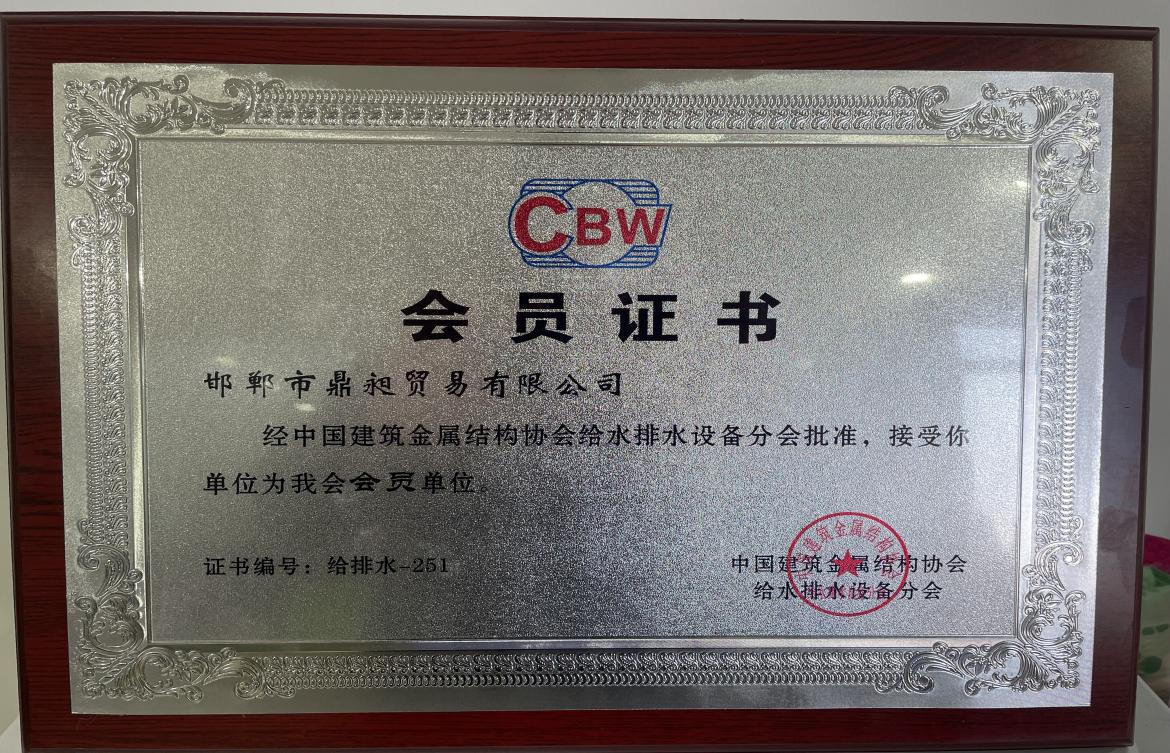 CBW
会员证书
邯郸市鼎昶贸易有限公司
经中国建筑金属结构协会给水排水设备分会批准，接受你
单位为我会会员单位。
证书编号：给排水-251
中国建筑金属结构协会
给水排水设备分会